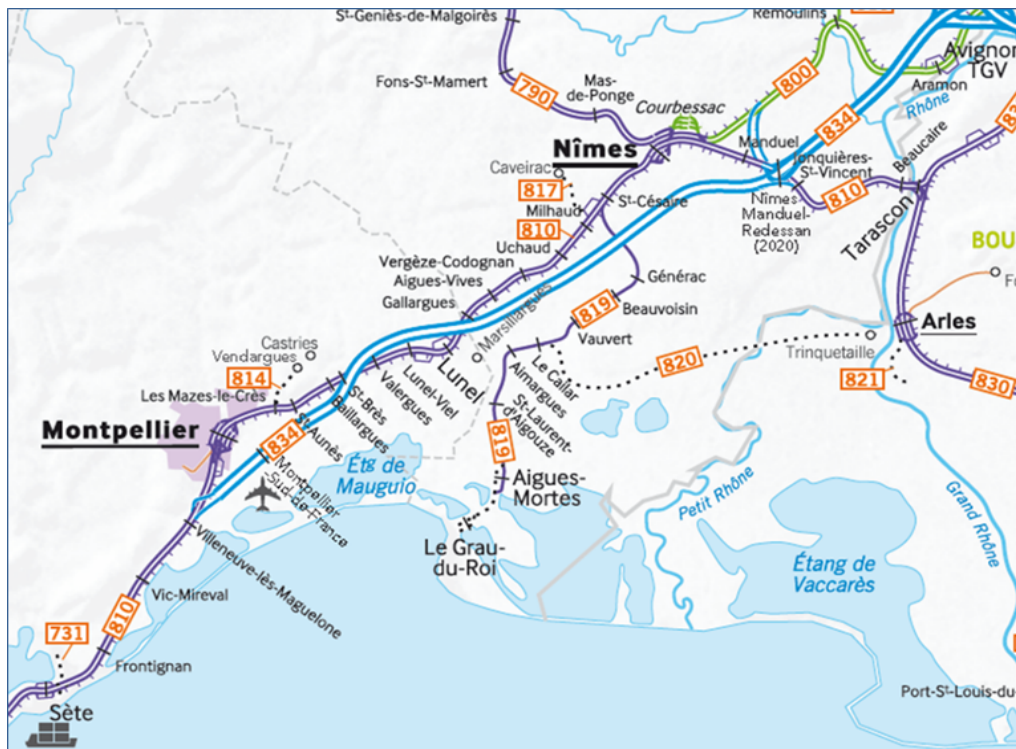 St-Geniès-de-Malgoirès
Remoulins
Avignon
TGV
Aramon
Fons-St-Mamert
790
Mas-
de-Ponge
Courbessac
800
834
Rhône
Nîmes
Manduel
Jonquières-
St-Vincent
Beaucaire
810
Caveirac
817
Milhaud
810
St-Césaire
Nîmes-
Manduel-
Redessan
(2020)
Tarascon
BOU
Uchaud
Vergèze-Codognan
Aigues-Vives
Gallargues
Générac
Beauvoisin
819
Marsillargues
Vauvert
Arles
Castries
Vendargues
814
Les Mazes-le-Crès
Lunel
Lunel-Viel
Valergues
St-Brès
Baillargues
St-Aunès
Le Cailar
Aimargues
St-Laurent-
d'Aigouze
820
Trinquetaille
821
830
Montpellier
834
819
Montpellier
-Sud-de-France
Étg de
Mauguio
Aigues-
Mortes
Petit Rhône
Grand Rhône
Le Grau-
du-Roi
Étang de
Vaccarès
Villeneuve-lès-Maguelone
Vic-Mireval
810
731
Frontignan
Sète
Port-St-Louis-du-